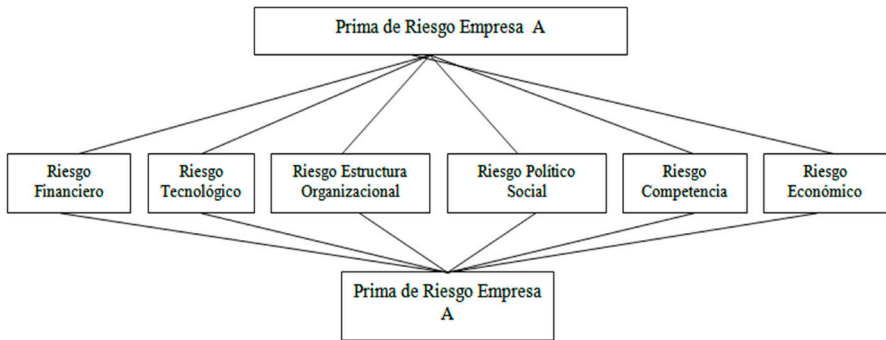 Prima de Riesgo Empresa A
Riesgo
Financiero
Riesgo
Tecnológico
Riesgo Estructura
Organizacional
Riesgo Político
Social
Riesgo
Competencia
Riesgo
Económico
Prima de Riesgo Empresa
A